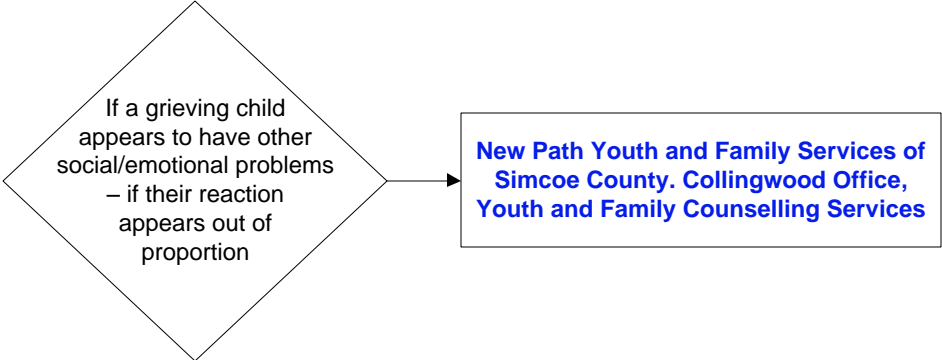 If a grieving child
appears to have other
social/emotional problems
– if their reaction
appears out of
proportion
New Path Youth and Family Services of
Simcoe County. Collingwood Office,
Youth and Family Counselling Services